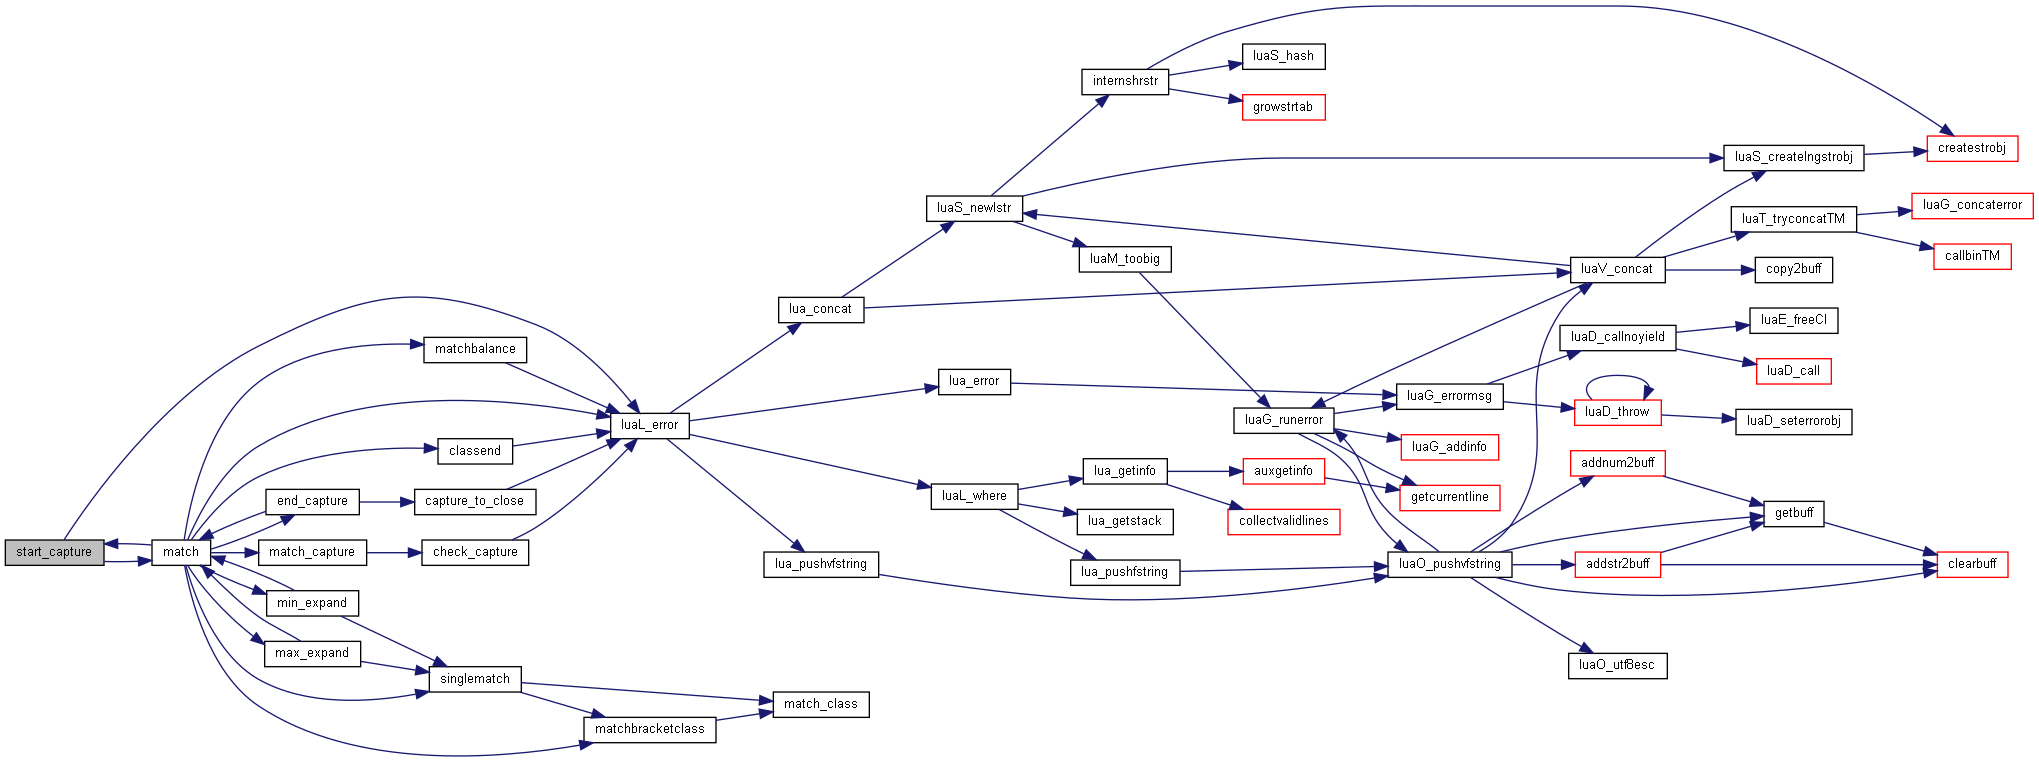 start_capture
match
end_capture
match_capture
min_expand
max_expand
matchbalance
classend
capture_to_close
check_capture
singlematch
matchbracketclass
match_class
luaL_error
lua_concat
lua_error
luaL_where
lua_pushvfstring
luaS_newlstr
internshrstr
luaM_toobig
lua_getinfo
lua_getstack
lua_pushfstring
luaS_hash
growstrtab
auxgetinfo
collectvalidlines
luaG_runerror
luaG_errormsg
luaG_addinfo
getcurrentline
luaO_pushvfstring
luaV_concat
luaD_callnoyield
luaD_throw
addnum2buff
addstr2buff
luaO_utf8esc
luaS_createlngstrobj
luaT_tryconcatTM
copy2buff
luaE_freeCI
luaD_call
luaD_seterrorobj
getbuff
createstrobj
luaG_concaterror
callbinTM
clearbuff